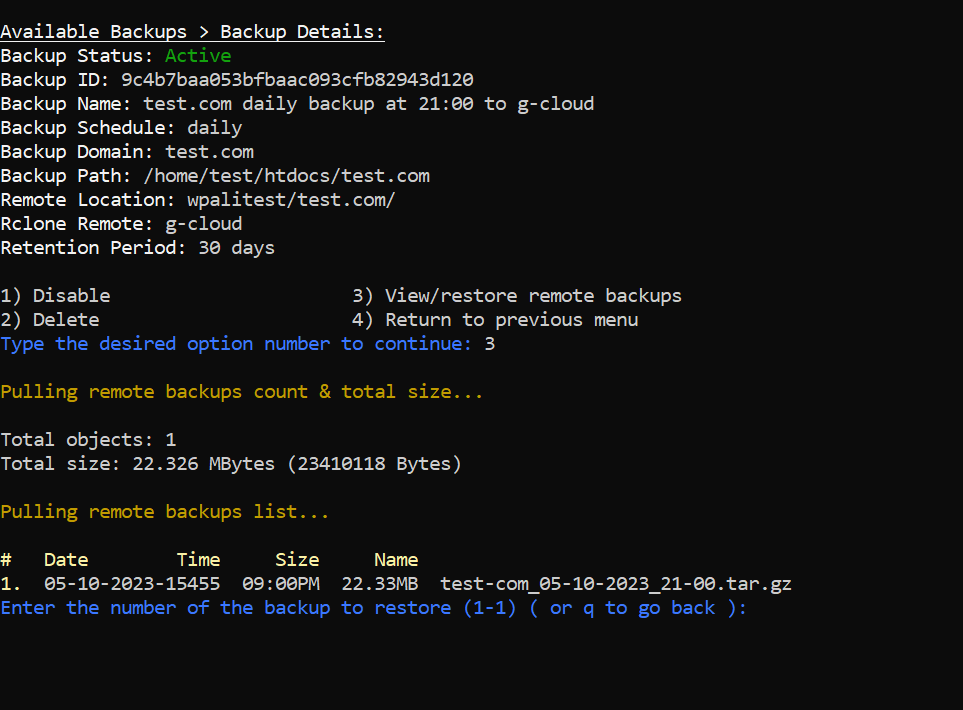 Available Backups > Backup Details:
Backup Status: Active
Backup ID: 9c4b7baa053bfbaac093cfb82943d120
Backup Name: test.com daily backup at 21:00 to g-cloud
Backup Schedule: daily
Backup Domain: test.com
Backup Path: /home/test/htdocs/test.com
Remote Location: wpalitest/test.com/
Rclone Remote: g-cloud
Retention Period: 30 days
1) Disable                      3) View/restore remote backups
2) Delete                       4) Return to previous menu
Type the desired option number to continue: 3
Pulling remote backups count & total size...
Total objects: 1
Total size: 22.326 MBytes (23410118 Bytes)
Pulling remote backups list...
#   Date        Time     Size     Name
1.  05-10-2023-15455  09:00PM  22.33MB  test-com_05-10-2023_21-00.tar.gz
Enter the number of the backup to restore (1-1) ( or q to go back ):